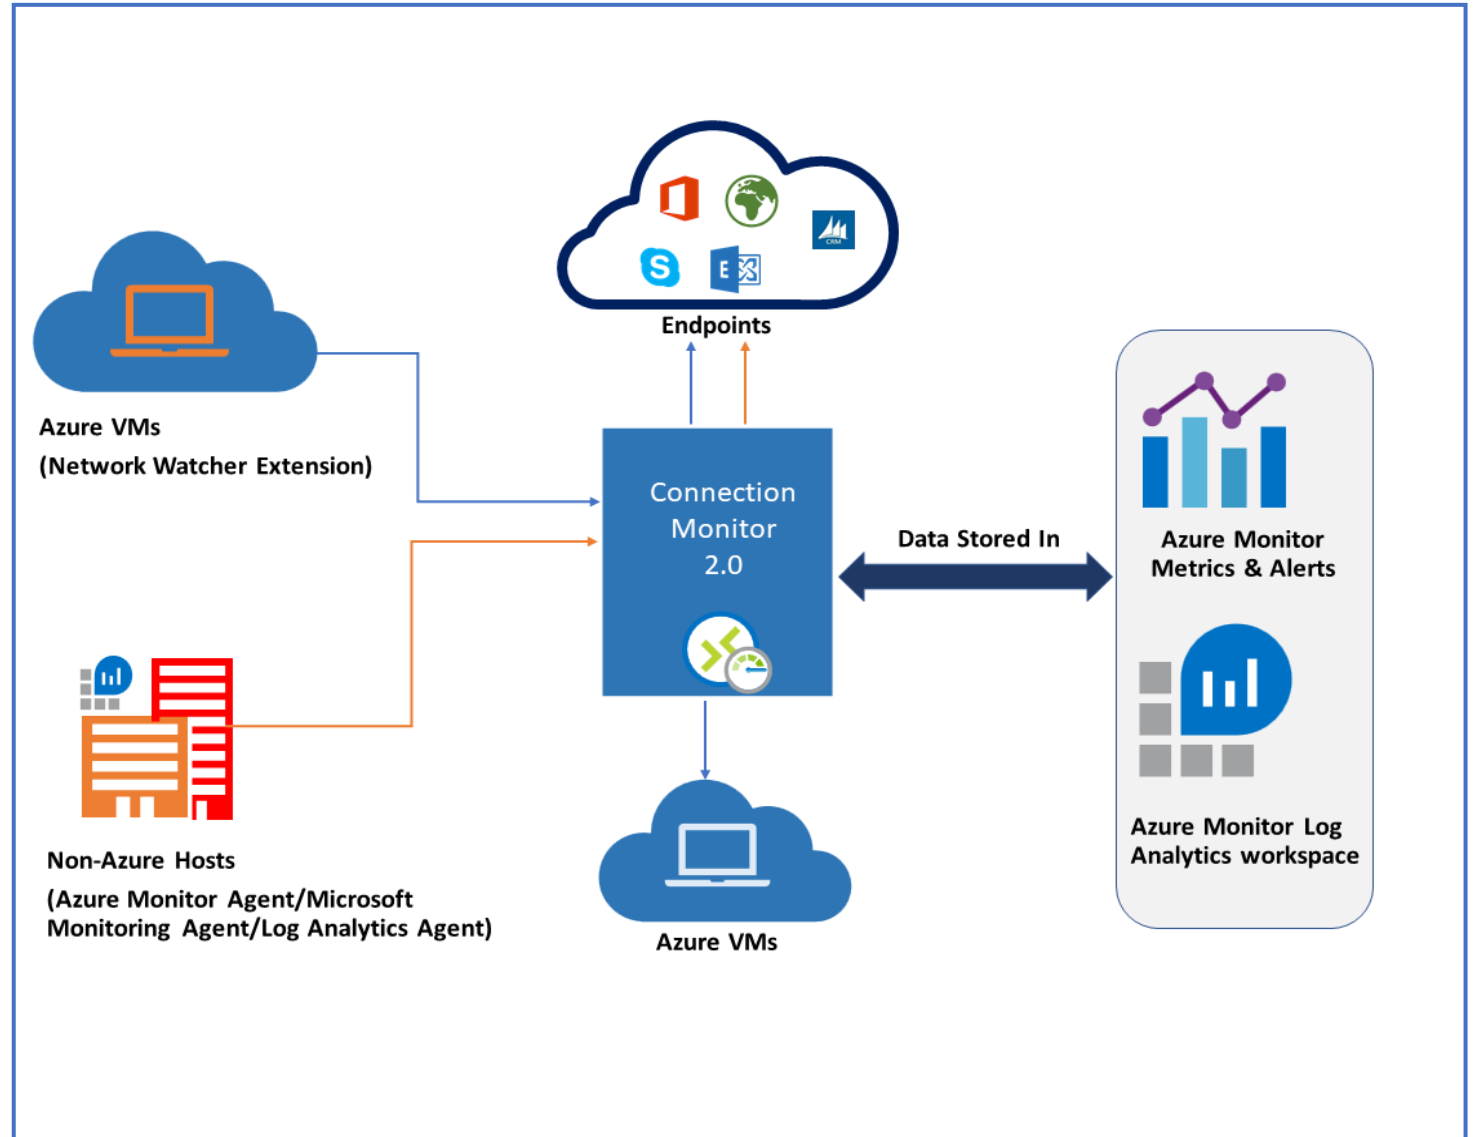 Endpoints
Azure VMs
(Network Watcher Extension)
Connection
Monitor
2.0
Data Stored In
Azure Monitor
Metrics & Alerts
Non-Azure Hosts
(Azure Monitor Agent/Microsoft
Monitoring Agent/Log Analytics Agent)
Azure VMs
Azure Monitor Log
Analytics workspace
S
E
CRM